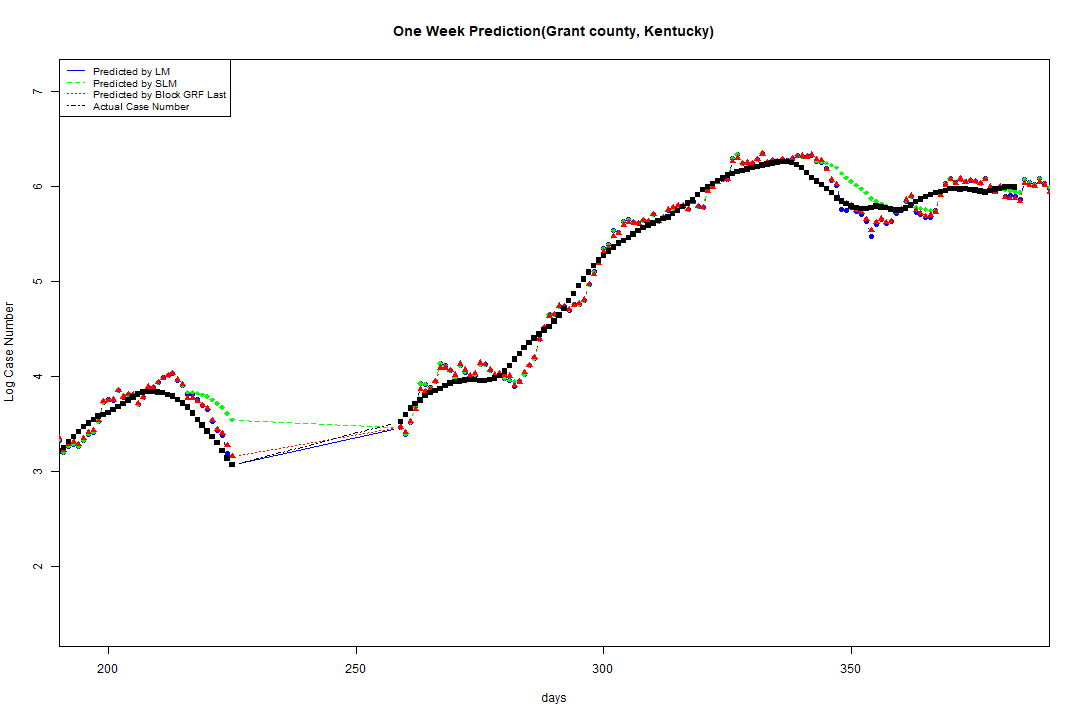 One Week Prediction(Grant county, Kentucky)
Predicted by LM
Predicted by SLM
Predicted by Block GRF Last
Actual Case Number
7
6
5
4
3
2
Log Case Number
200
250
300
350
days